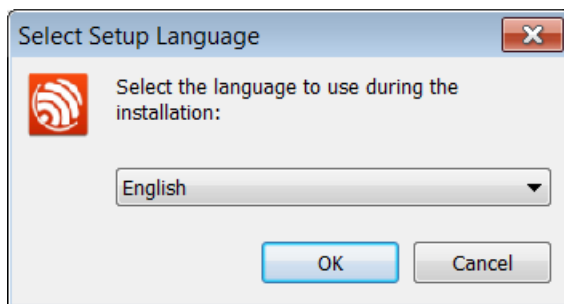 Select Setup Language
Select the language to use during the
installation:
English
OK
Cancel